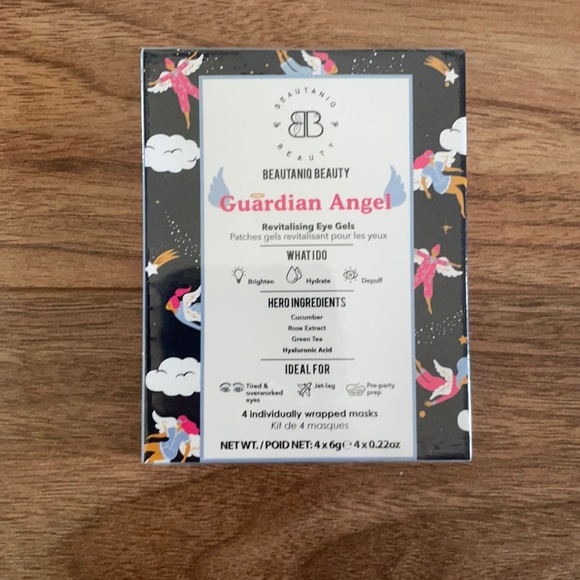 BEAUTANIQ
BB
BEAUTY
BEAUTANIQ BEAUTY
Guardian Angel
Revitalising Eye Gels
Patches gels revitalisant pour les yeux
WHAT I DO
Brighten Hydrate Depuff
HERO INGREDIENTS
Cucumber
Rose Extract
Green Tea
Hyaluronic Acid
IDEAL FOR
Tired &
overworked
eyes
Jet-lag
Pre-party
prep
4 individually wrapped masks
Kit de 4 masques
NET WT. / POID NET: 4 x 6g ℮ 4 x 0.22oz